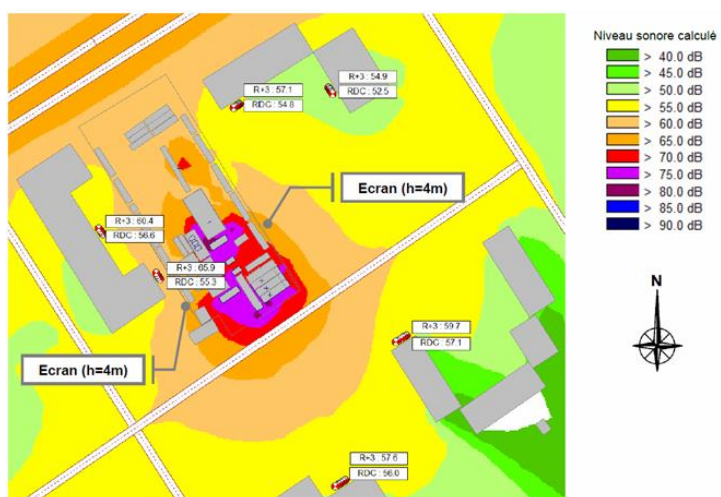 Niveau sonore calculé
> 40.0 dB
> 45.0 dB
> 50.0 dB
> 55.0 dB
> 60.0 dB
> 65.0 dB
> 70.0 dB
> 75.0 dB
> 80.0 dB
> 85.0 dB
> 90.0 dB
R+3 : 54.9
RDC : 52.5
R+3 : 57.1
RDC : 54.8
Ecran (h=4m)
R+3 : 60.4
RDC : 56.6
R+3 : 65.9
RDC : 55.3
R+3 : 59.7
RDC : 57.1
Ecran (h=4m)
R+3 : 57.6
RDC : 56.0
N